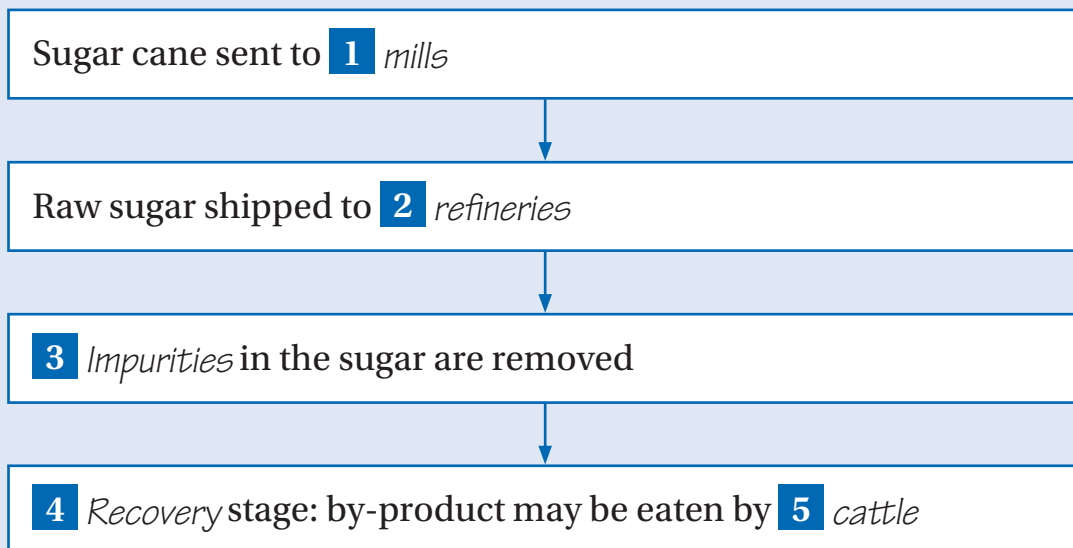 Sugar cane sent to 1 mills
Raw sugar shipped to 2 refineries
3 Impurities in the sugar are removed
4 Recovery stage: by-product may be eaten by 5 cattle